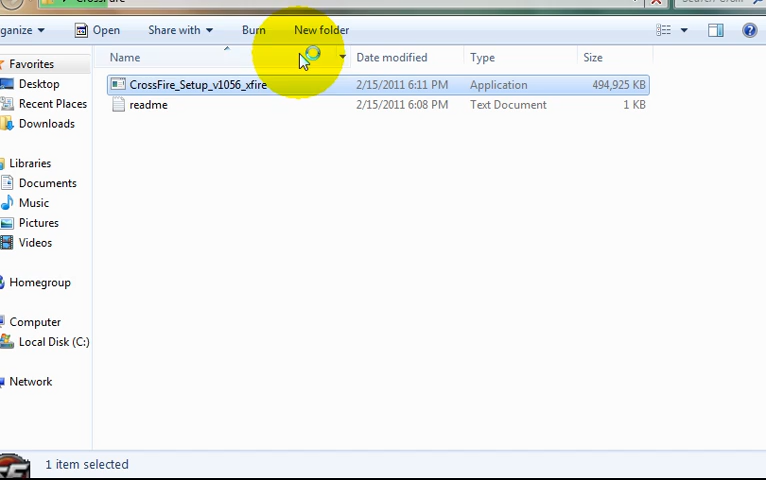 Open
Burn
New folder
Share with
Favorites
Name
Date modified
Type
Size
Desktop
CrossFire_Setup_v1056_xfire
2/15/2011 6:11 PM
Application
494,925 KB
Recent Places
readme
2/15/2011 6:08 PM
Text Document
1 KB
Downloads
Libraries
Documents
Music
Pictures
Videos
Homegroup
Computer
Local Disk (C:)
Network
1 item selected